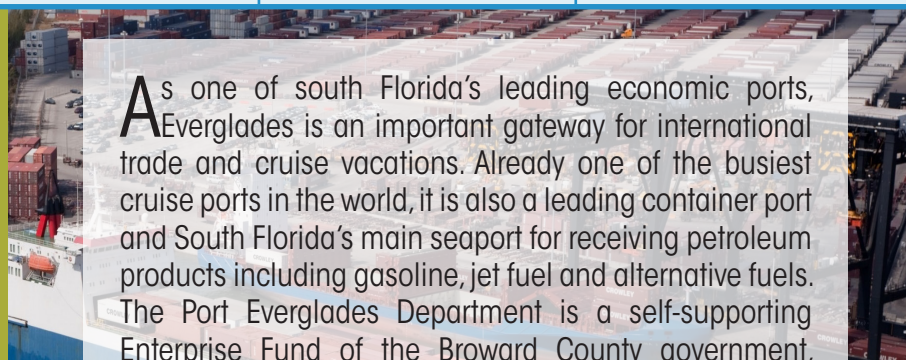 As one of south Florida's leading economic ports,
Everglades is an important gateway for international
trade and cruise vacations. Already one of the busiest
cruise ports in the world, it is also a leading container port
and South Florida's main seaport for receiving petroleum
products including gasoline, jet fuel and alternative fuels.
The Port Everglades Department is a self-supporting
Enterprise Fund of the Broward County government,
CROWLEY